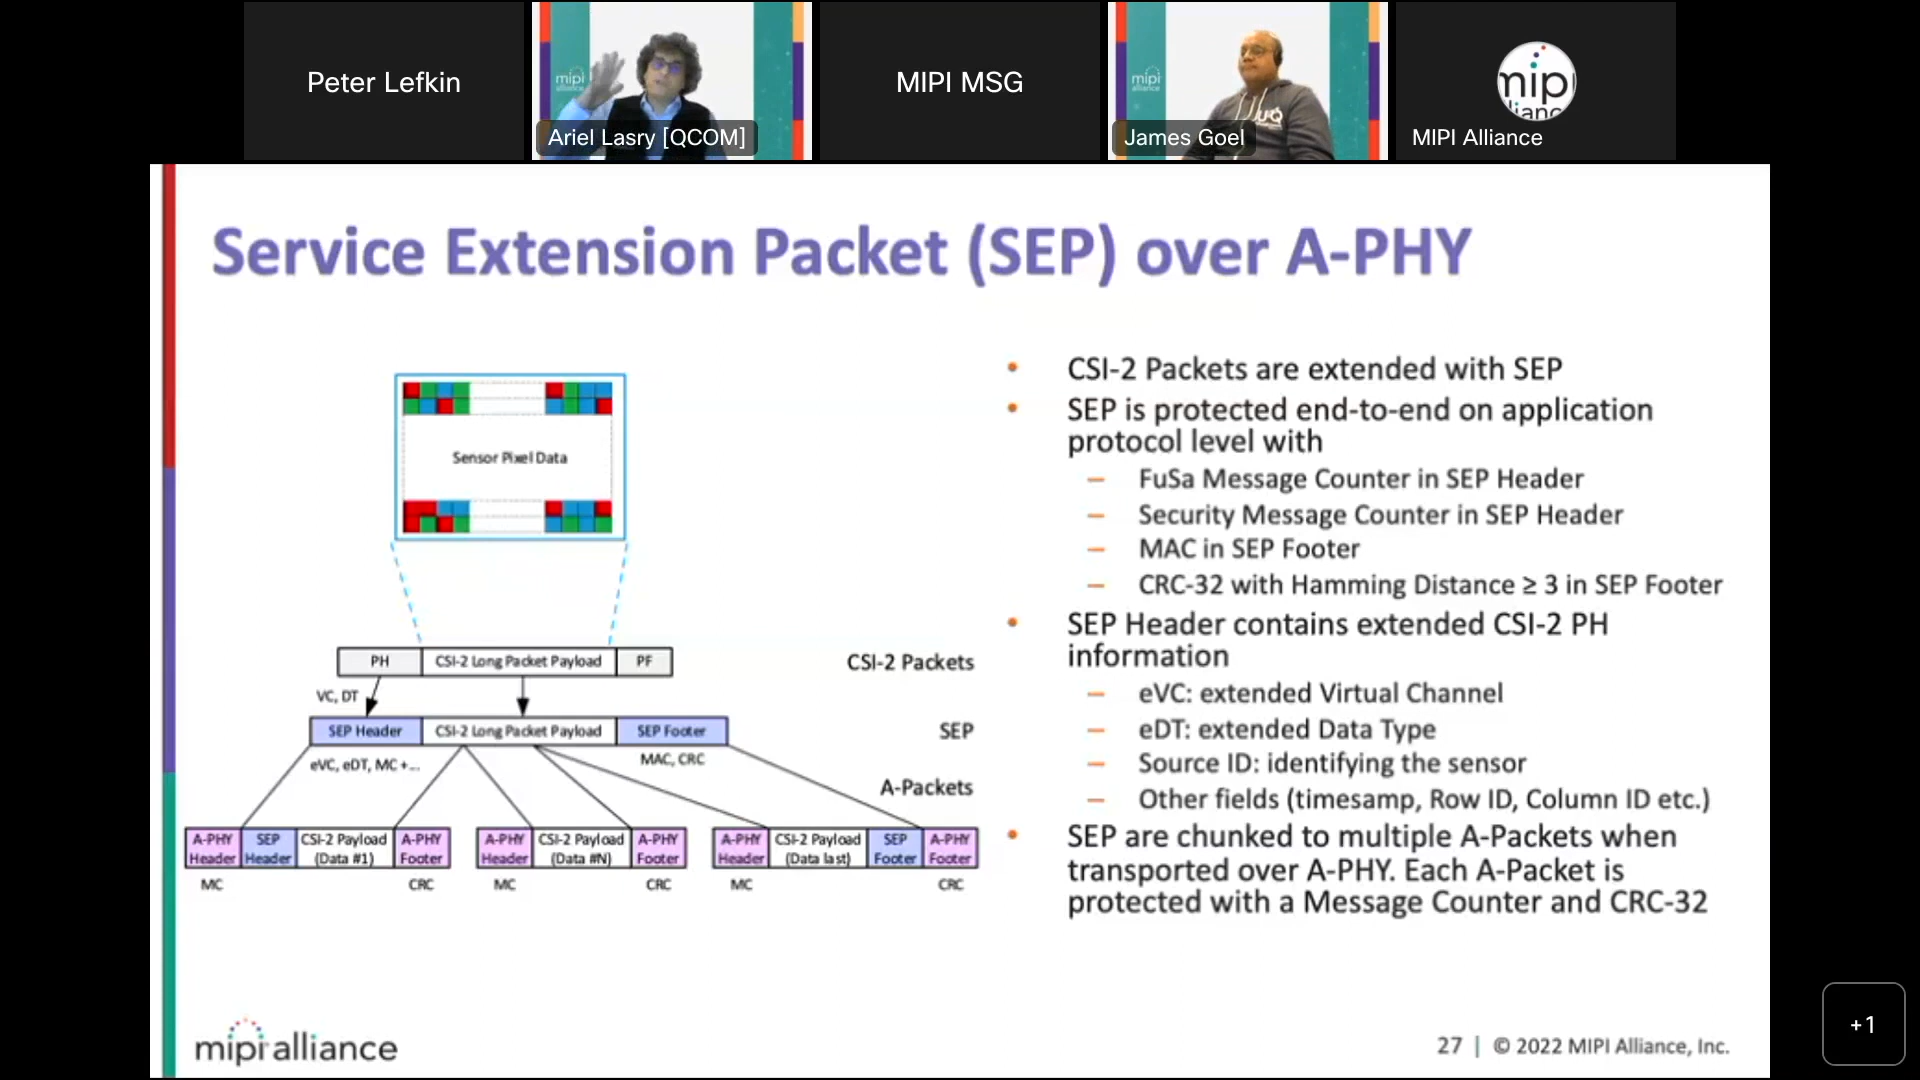 Peter Lefkin
mipi
alliance
Ariel Lasry [QCOM]
MIPI MSG
mipi
alliance
James Goel
mipi
MIPI Alliance
Service Extension Packet (SEP) over A-PHY
Sensor Pixel Data
PH
CSI-2 Long Packet Payload
PF
CSI-2 Packets
VC, DT
SEP Header
CSI-2 Long Packet Payload
SEP Footer
SEP
eVC, eDT, MC +...
MAC, CRC
A-Packets
A-PHY
Header
SEP
Header
CSI-2 Payload
(Data #1)
A-PHY
Footer
A-PHY
Header
CSI-2 Payload
(Data #N)
A-PHY
Footer
A-PHY
Header
CSI-2 Payload
(Data last)
SEP
Footer
A-PHY
Footer
MC
CRC
MC
CRC
MC
CRC
• CSI-2 Packets are extended with SEP
• SEP is protected end-to-end on application
protocol level with
– FuSa Message Counter in SEP Header
– Security Message Counter in SEP Header
– MAC in SEP Footer
– CRC-32 with Hamming Distance ≥ 3 in SEP Footer
• SEP Header contains extended CSI-2 PH
information
– eVC: extended Virtual Channel
– eDT: extended Data Type
– Source ID: identifying the sensor
– Other fields (timesamp, Row ID, Column ID etc.)
• SEP are chunked to multiple A-Packets when
transported over A-PHY. Each A-Packet is
protected with a Message Counter and CRC-32
mipi alliance
27 | © 2022 MIPI Alliance, Inc.
+1